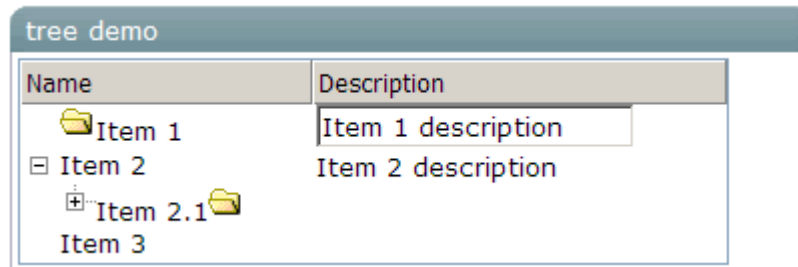 tree demo
Name Description
Item 1 Item 1 description
Item 2 Item 2 description
Item 2.1
Item 3